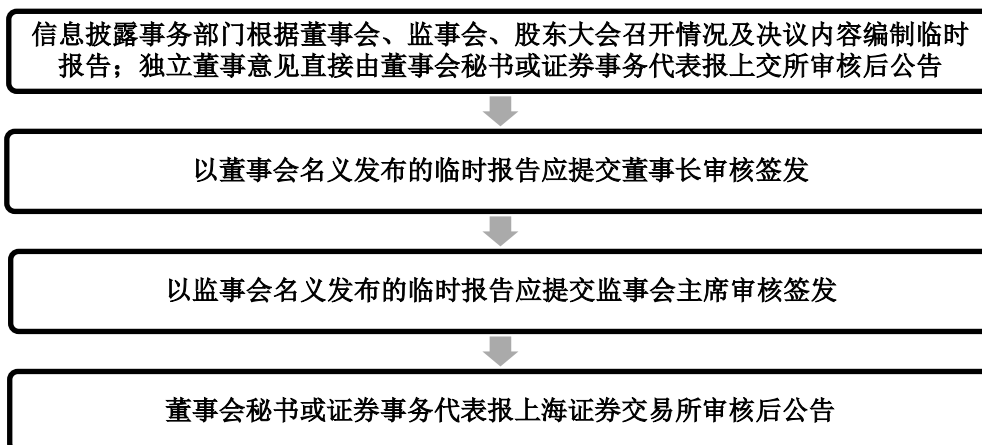 信息披露事务部门根据董事会、监事会、股东大会召开情况及决议内容编制临时
报告；独立董事意见直接由董事会秘书或证券事务代表报上交所审核后公告
以董事会名义发布的临时报告应提交董事长审核签发
以监事会名义发布的临时报告应提交监事会主席审核签发
董事会秘书或证券事务代表报上海证券交易所审核后公告